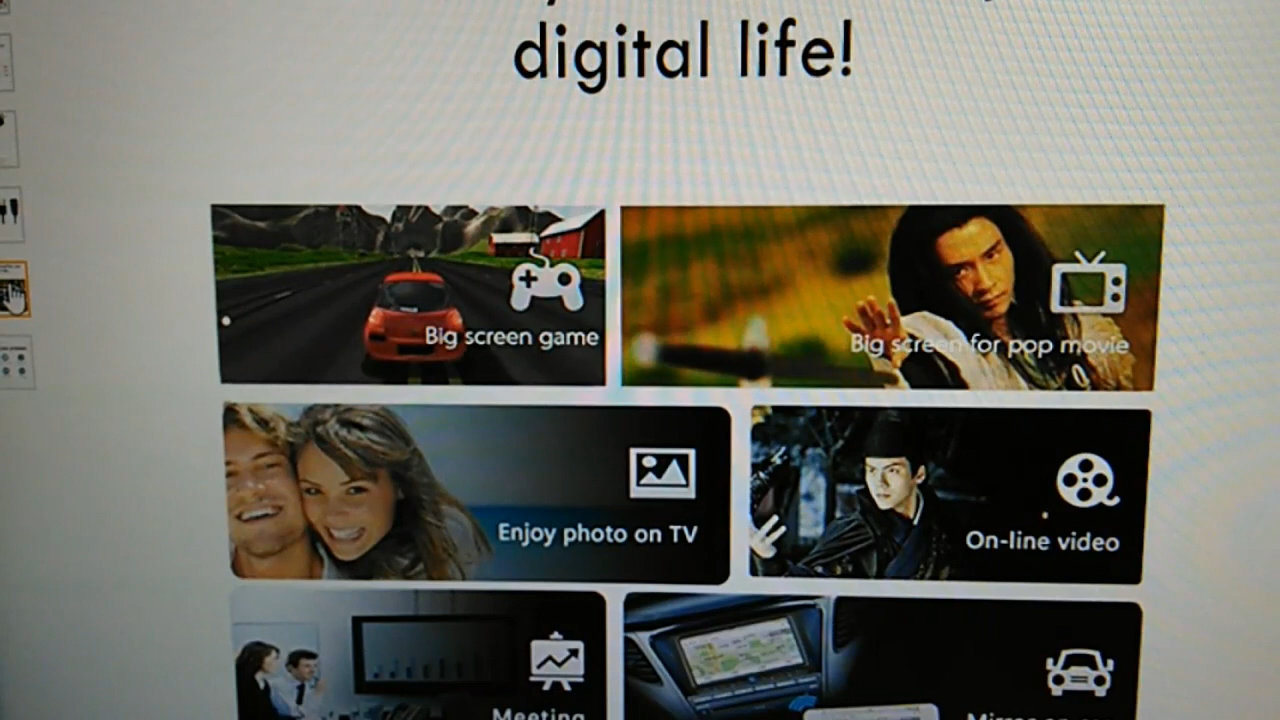 digital life!
Big screen game
Big screen for pop movie
Enjoy photo on TV
On-line video
Meeting